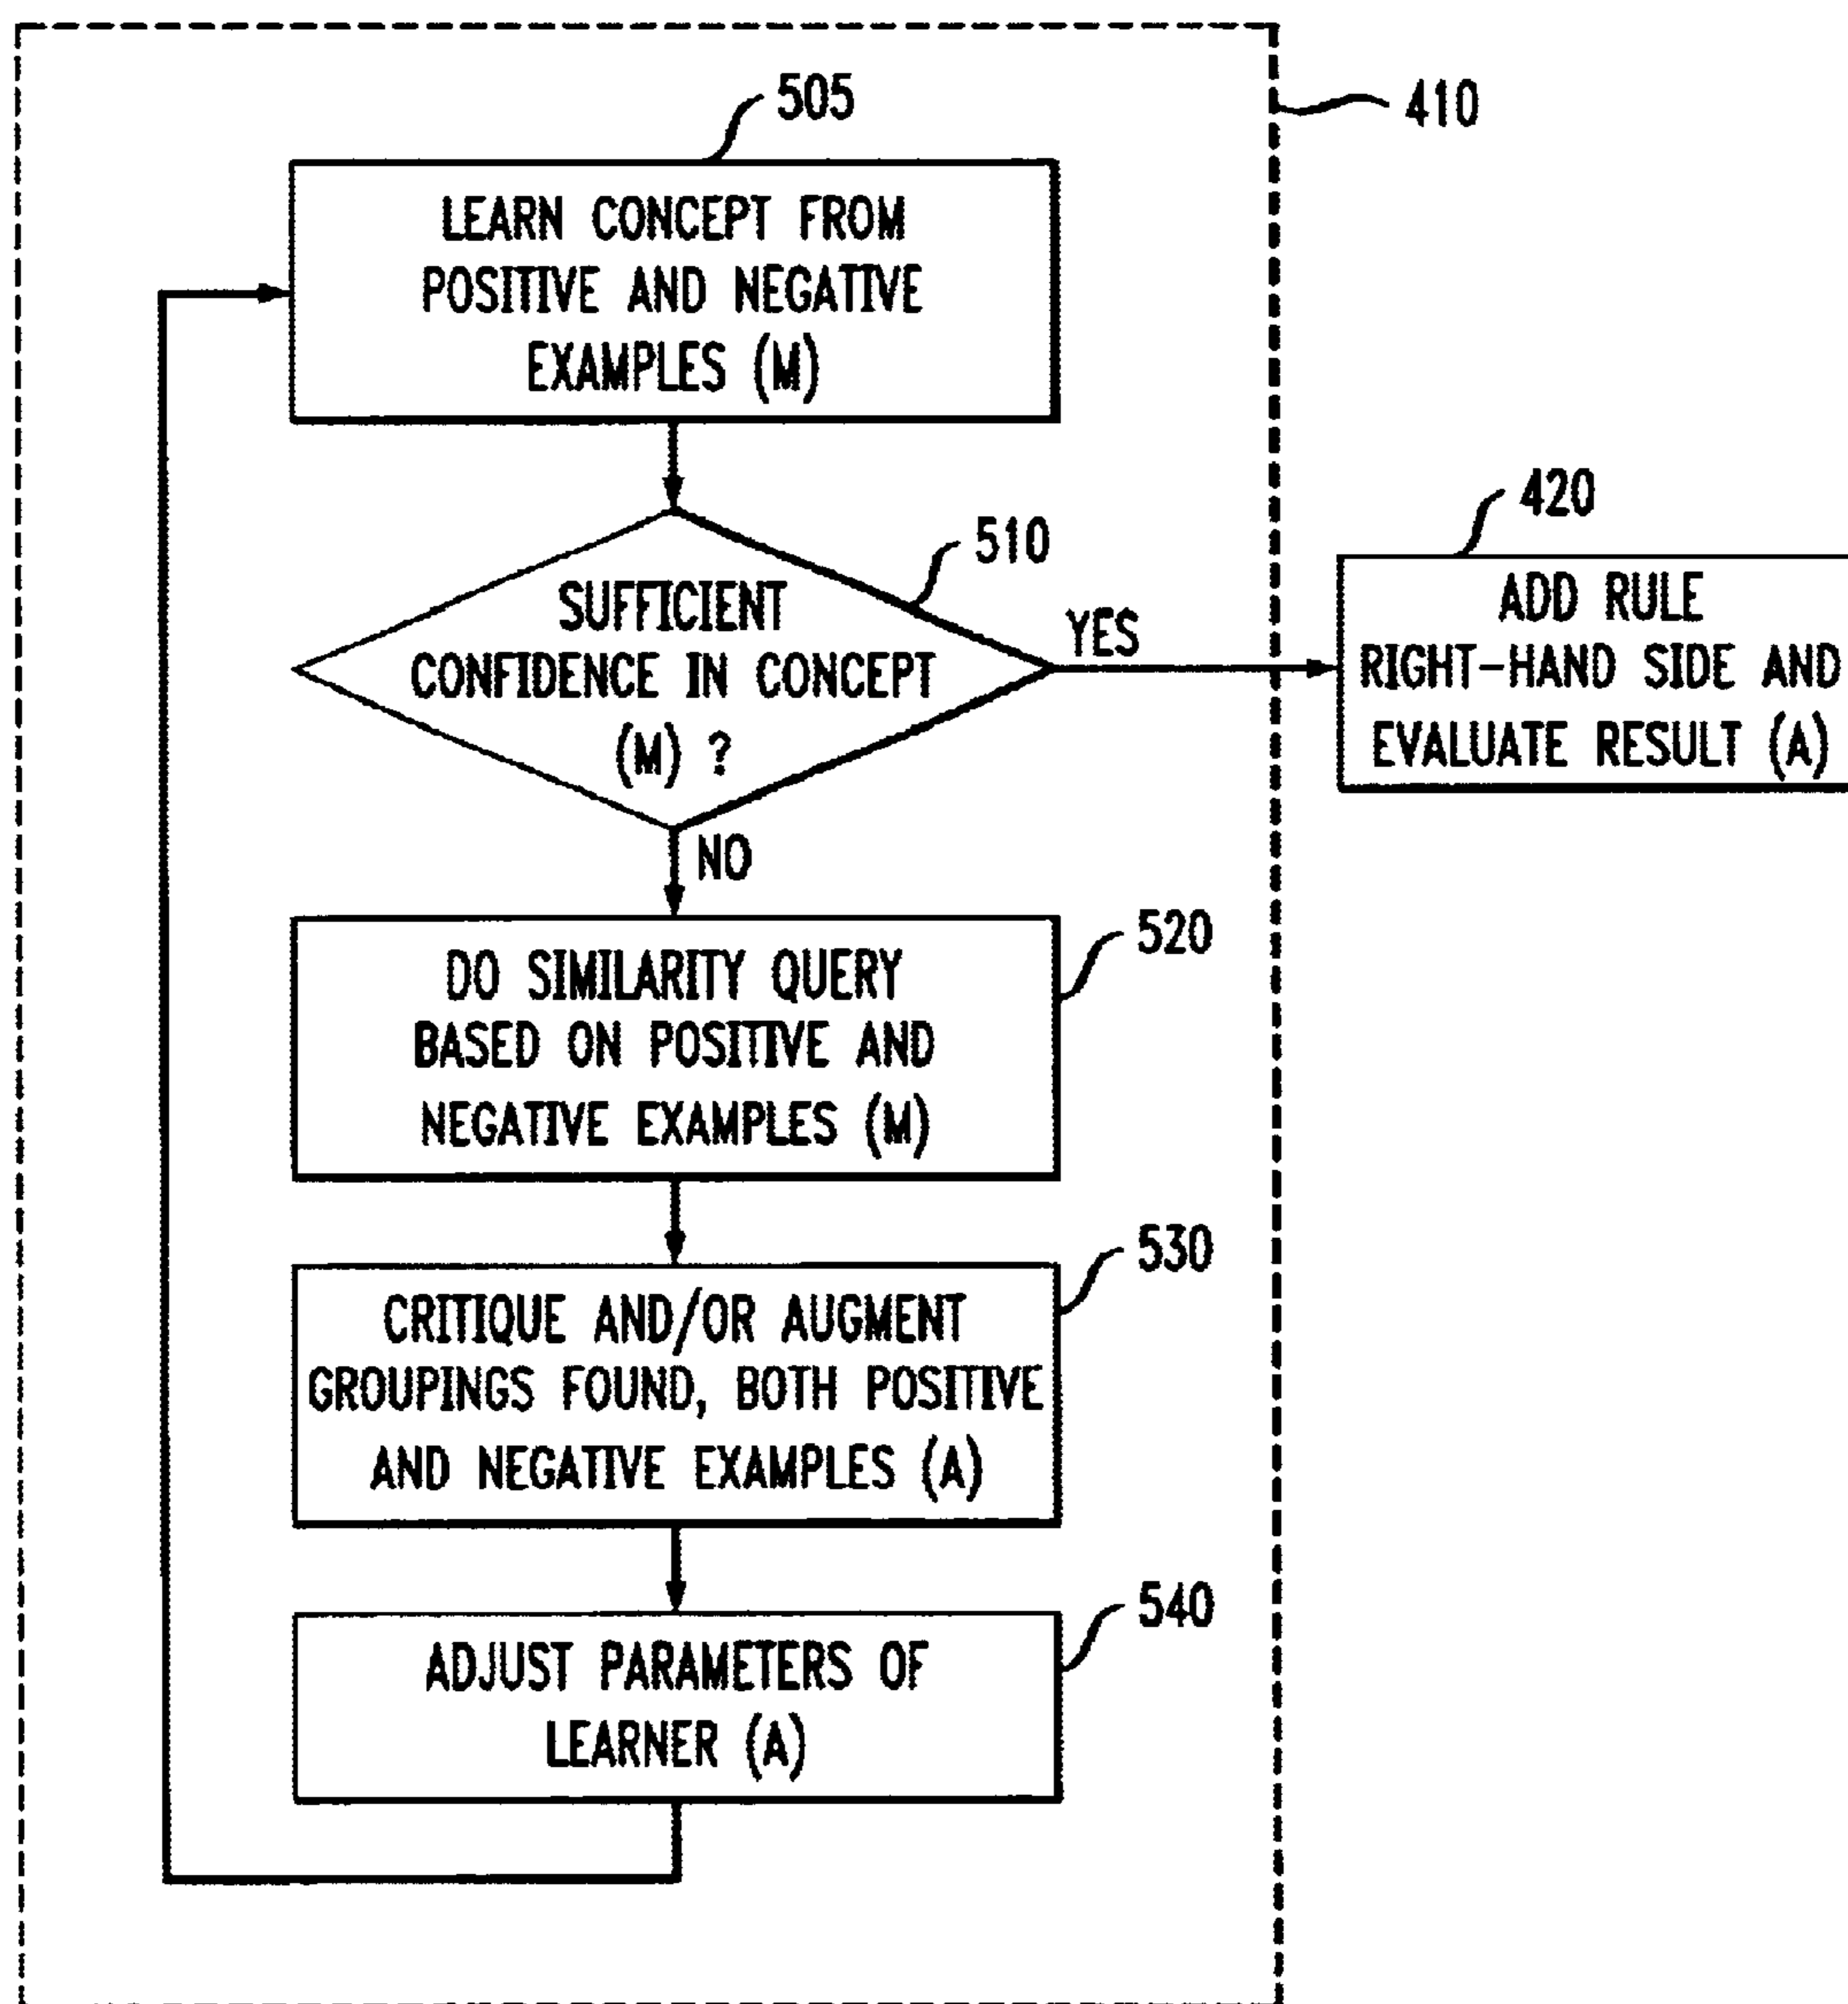 505
410
LEARN CONCEPT FROM
POSITIVE AND NEGATIVE
EXAMPLES (M)
510
SUFFICIENT
CONFIDENCE IN CONCEPT
(M) ?
YES
NO
420
ADD RULE
RIGHT-HAND SIDE AND
EVALUATE RESULT (A)
520
DO SIMILARITY QUERY
BASED ON POSITIVE AND
NEGATIVE EXAMPLES (M)
530
CRITIQUE AND/OR AUGMENT
GROUPINGS FOUND, BOTH POSITIVE
AND NEGATIVE EXAMPLES (A)
540
ADJUST PARAMETERS OF
LEARNER (A)